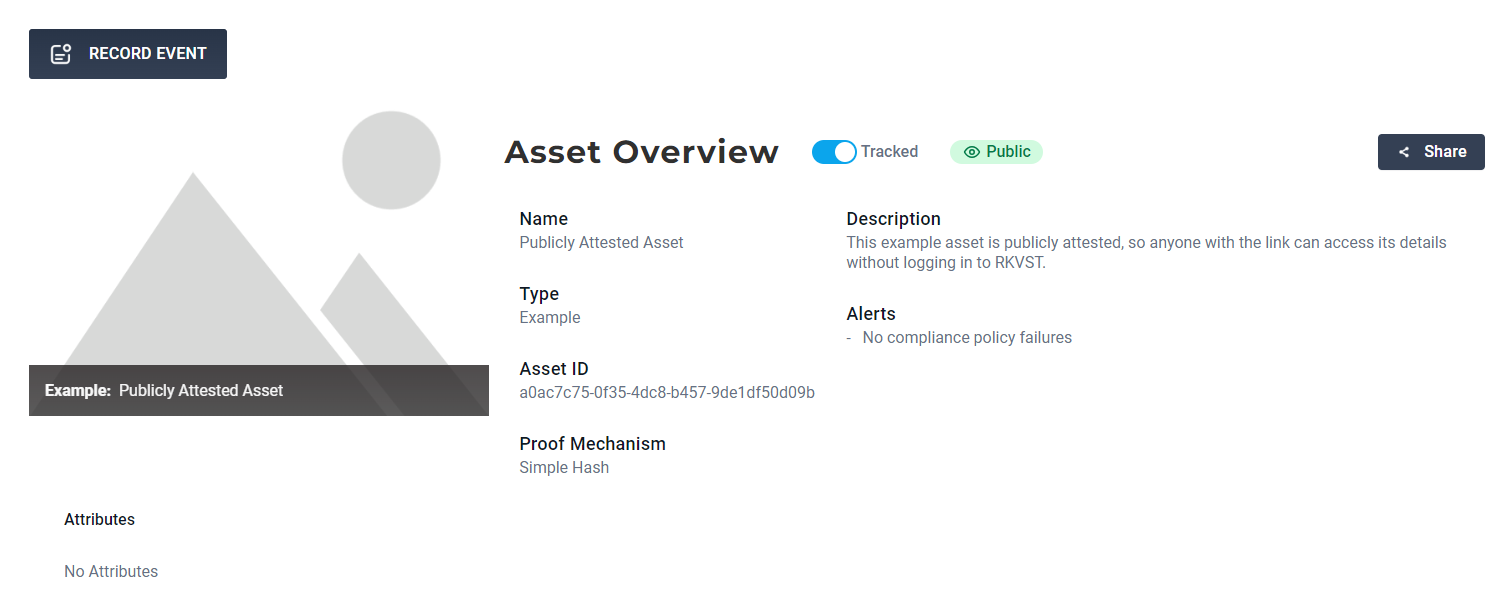 RECORD EVENT
Asset Overview
Tracked
Public
Share
Name
Publicly Attested Asset
Description
This example asset is publicly attested, so anyone with the link can access its details
without logging in to RKVST.
Type
Example
Alerts
- No compliance policy failures
Asset ID
a0ac7c75-0f35-4dc8-b457-9de1df50d09b
Example: Publicly Attested Asset
Proof Mechanism
Simple Hash
Attributes
No Attributes